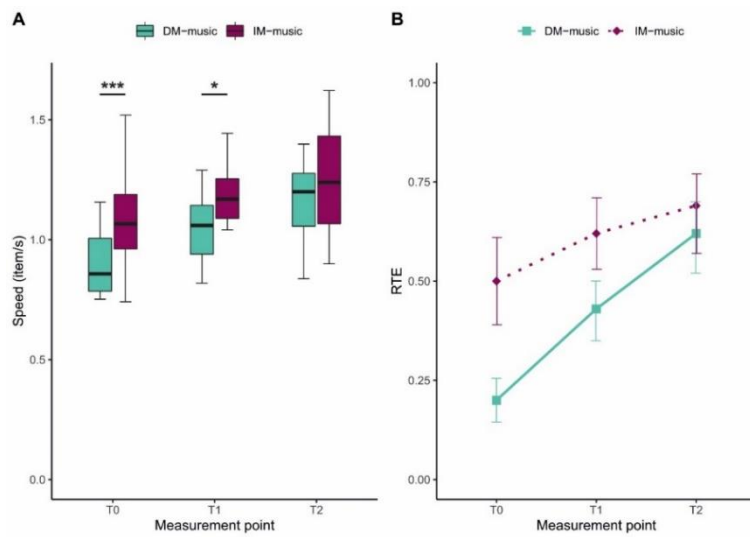 A
DM−music IM−music
***
*
1.5
1.0
0.5
0.0
Speed (item/s)
T0 T1 T2
Measurement point
B
DM−music IM−music
1.00
0.75
0.50
0.25
0.00
RTE
T0 T1 T2
Measurement point